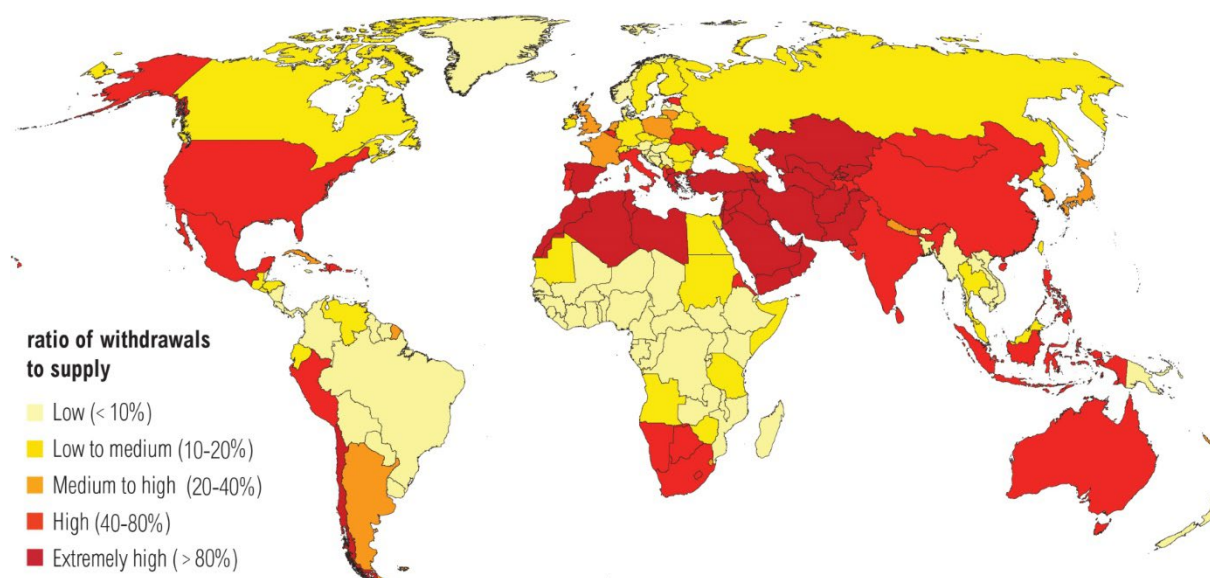 ratio of withdrawals
to supply
Low (< 10%)
Low to medium (10-20%)
Medium to high (20-40%)
High (40-80%)
Extremely high (> 80%)